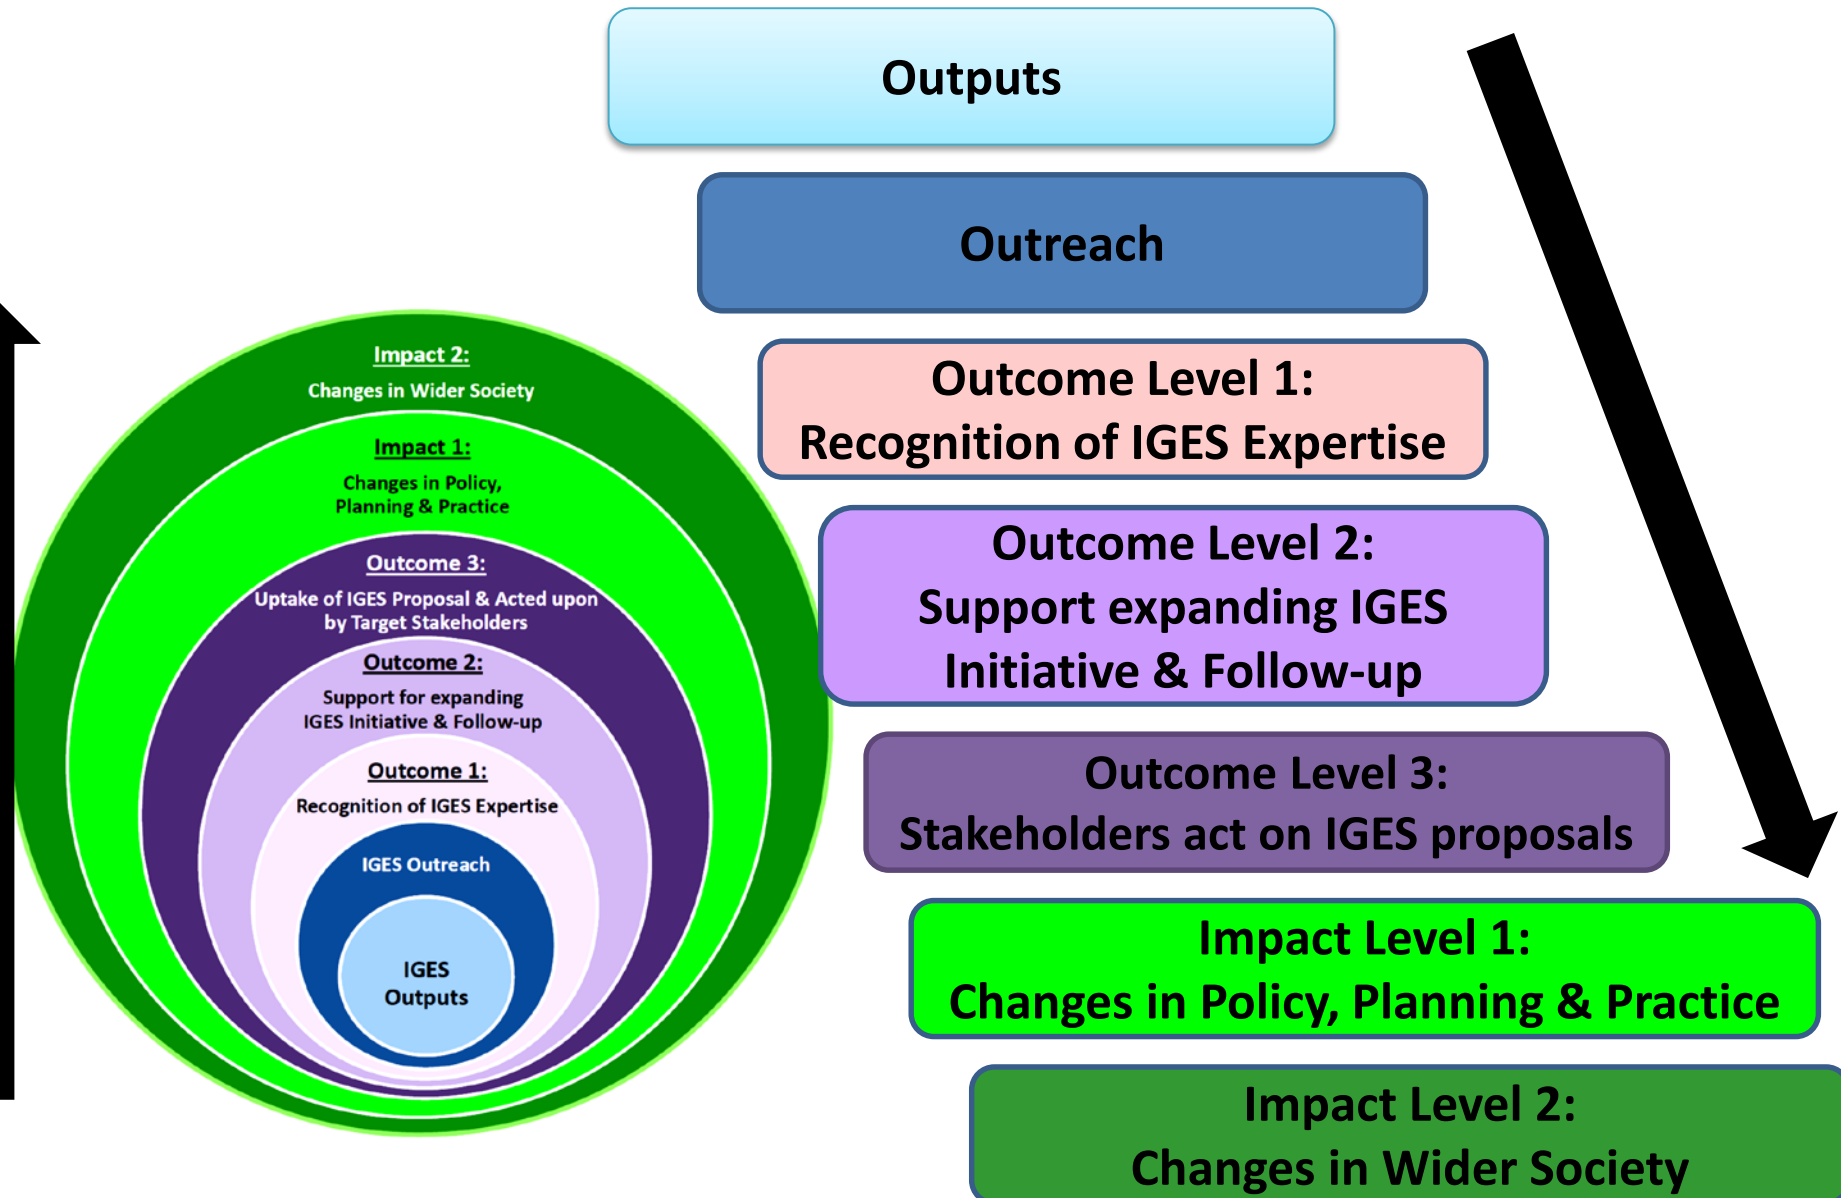 Outputs
Outreach
Outcome Level 1:
Recognition of IGES Expertise
Outcome Level 2:
Support expanding IGES
Initiative & Follow-up
Outcome Level 3:
Stakeholders act on IGES proposals
Impact Level 1:
Changes in Policy, Planning & Practice
Impact Level 2:
Changes in Wider Society
Impact 2:
Changes in Wider Society
Impact 1:
Changes in Policy,
Planning & Practice
Outcome 3:
Uptake of IGES Proposal & Acted upon
by Target Stakeholders
Outcome 2:
Support for expanding
IGES Initiative & Follow-up
Outcome 1:
Recognition of IGES Expertise
IGES Outreach
IGES
Outputs